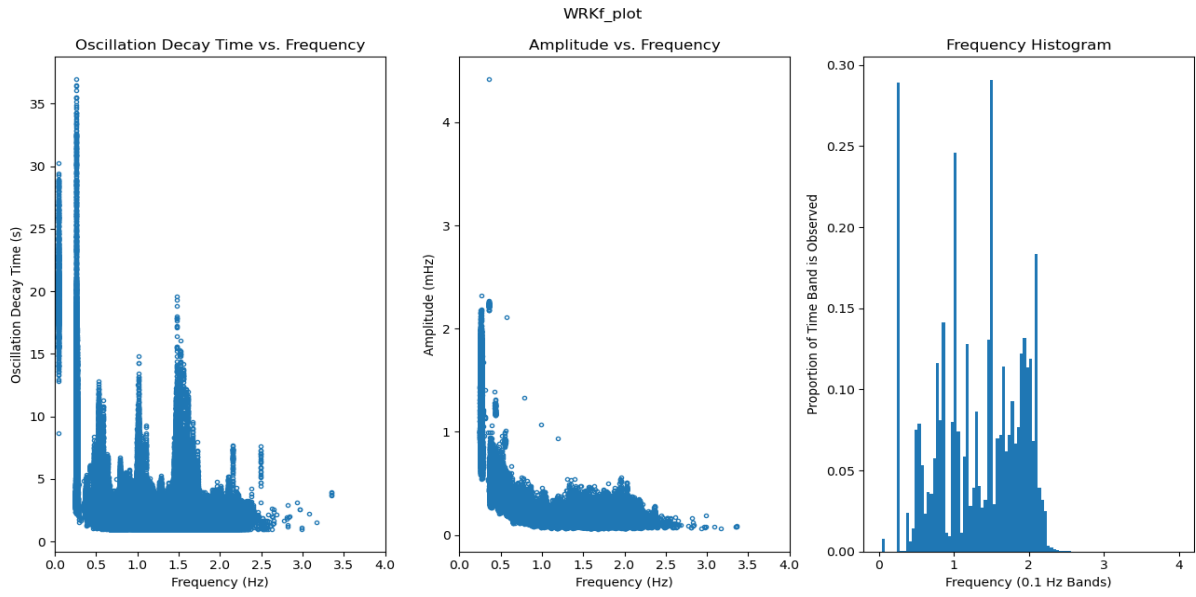 WRKf_plot
Oscillation Decay Time vs. Frequency
Oscillation Decay Time (s)
35
30
25
20
15
10
5
0
0.0 0.5 1.0 1.5 2.0 2.5 3.0 3.5 4.0
Frequency (Hz)
Amplitude vs. Frequency
Amplitude (mHz)
4
3
2
1
0
0.0 0.5 1.0 1.5 2.0 2.5 3.0 3.5 4.0
Frequency (Hz)
Frequency Histogram
Proportion of Time Band is Observed
0.30
0.25
0.20
0.15
0.10
0.05
0.00
0 1 2 3 4
Frequency (0.1 Hz Bands)